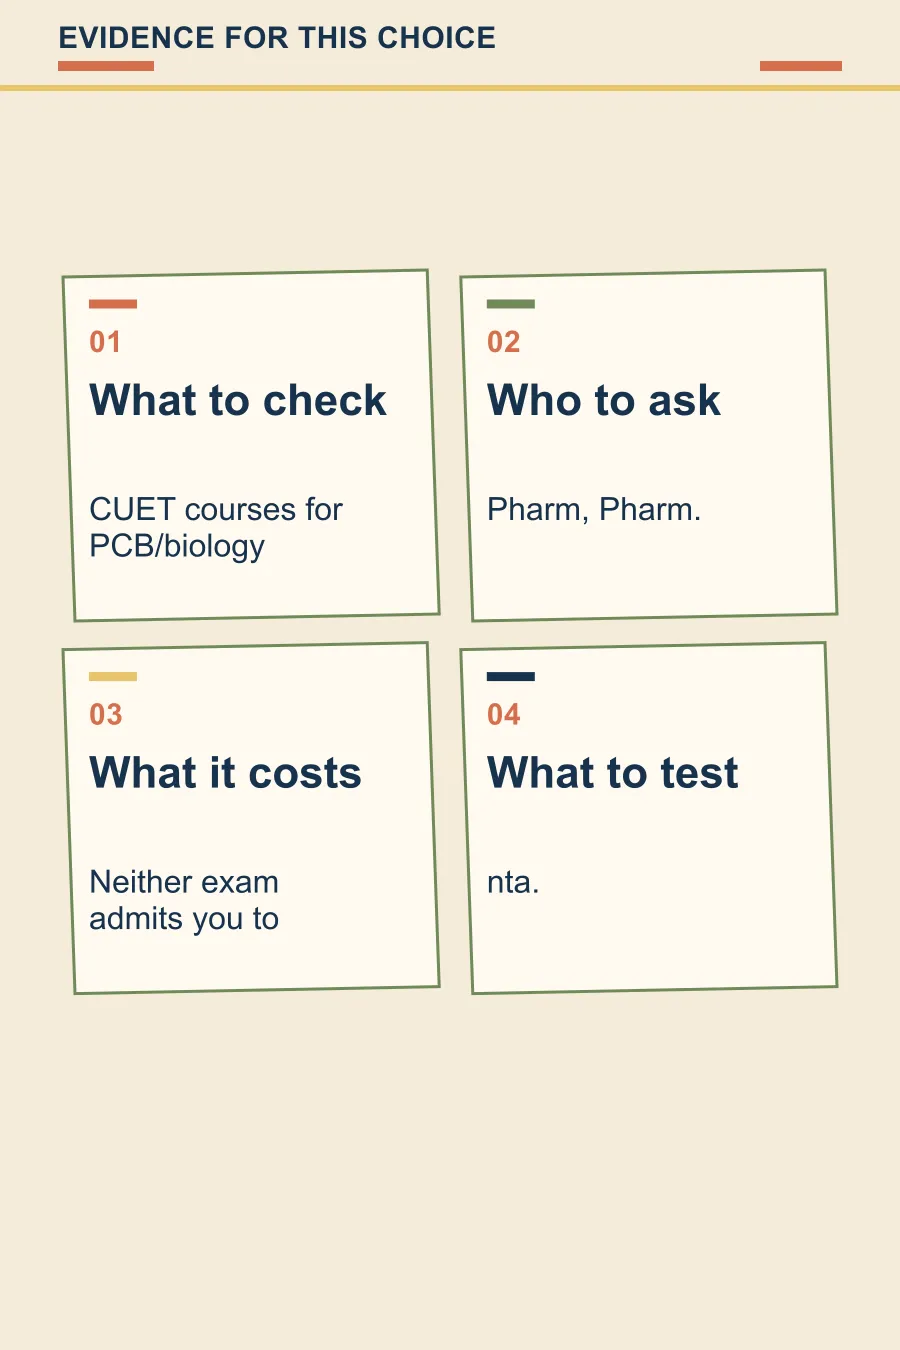 EVIDENCE FOR THIS CHOICE
01
What to check
CUET courses for
PCB/biology
02
Who to ask
Pharm, Pharm.
03
What it costs
Neither exam
admits you to
04
What to test
nta.